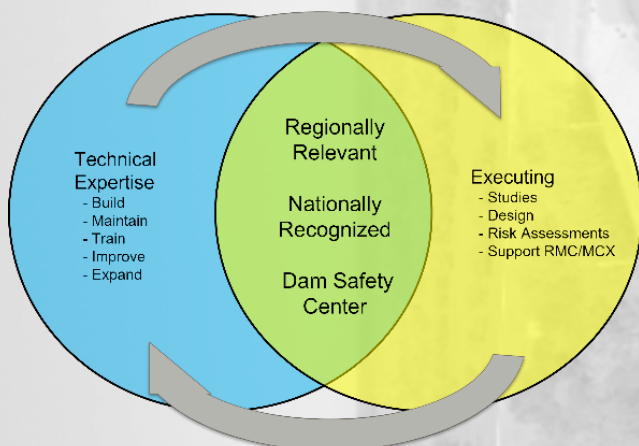 Technical
Expertise
- Build
- Maintain
- Train
- Improve
- Expand
Regionally
Relevant
Nationally
Recognized
Dam Safety
Center
Executing
- Studies
- Design
- Risk Assessments
- Support RMC/MCX